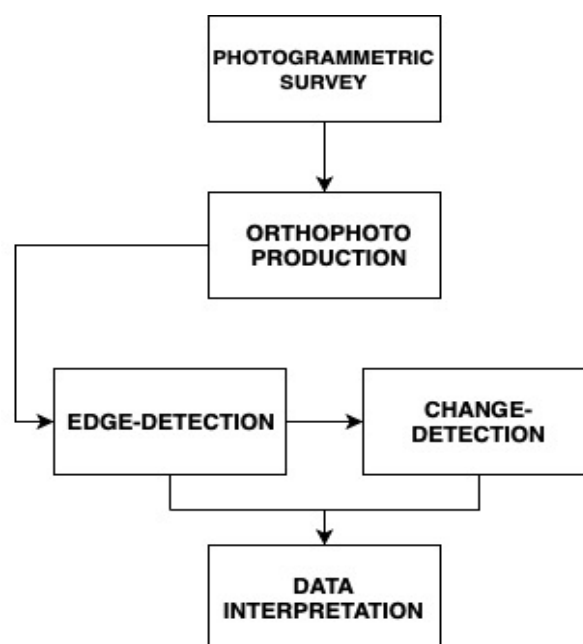 PHOTOGRAMMETRIC
SURVEY
ORTHOPHOTO
PRODUCTION
EDGE-DETECTION
CHANGE-
DETECTION
DATA
INTERPRETATION